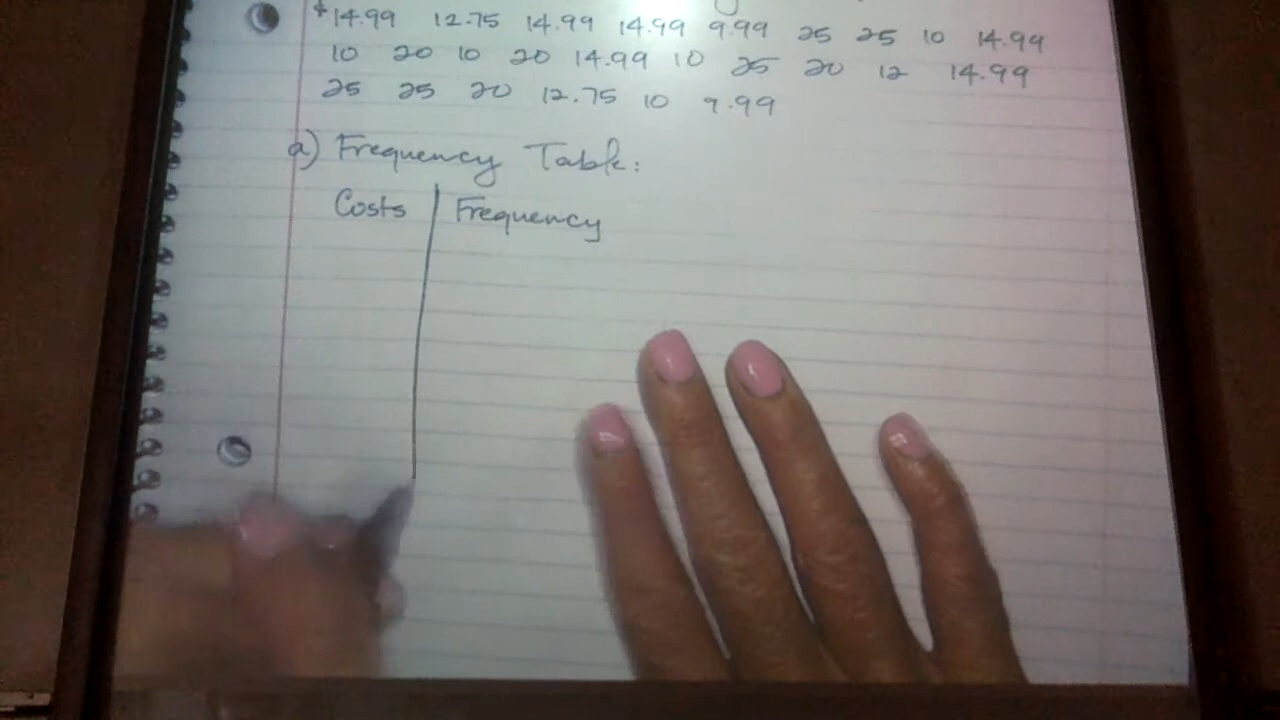 $14.99 12.75 14.99 14.99 9.99 25 25 10 14.99
10 20 10 20 14.99 10 25 20 12 14.99
25 25 20 12.75 10 9.99
a) Frequency Table:
Costs Frequency